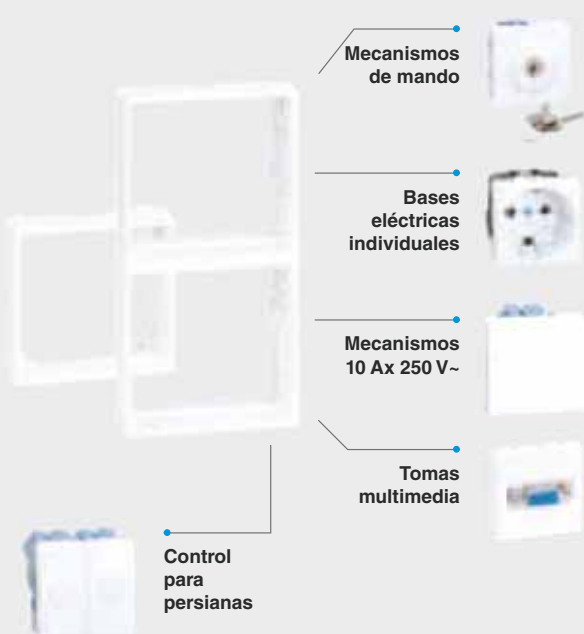 Mecanismos
de mando
Bases
eléctricas
individuales
Mecanismos
10 Ax 250 V~
Tomas
multimedia
Control
para
persianas